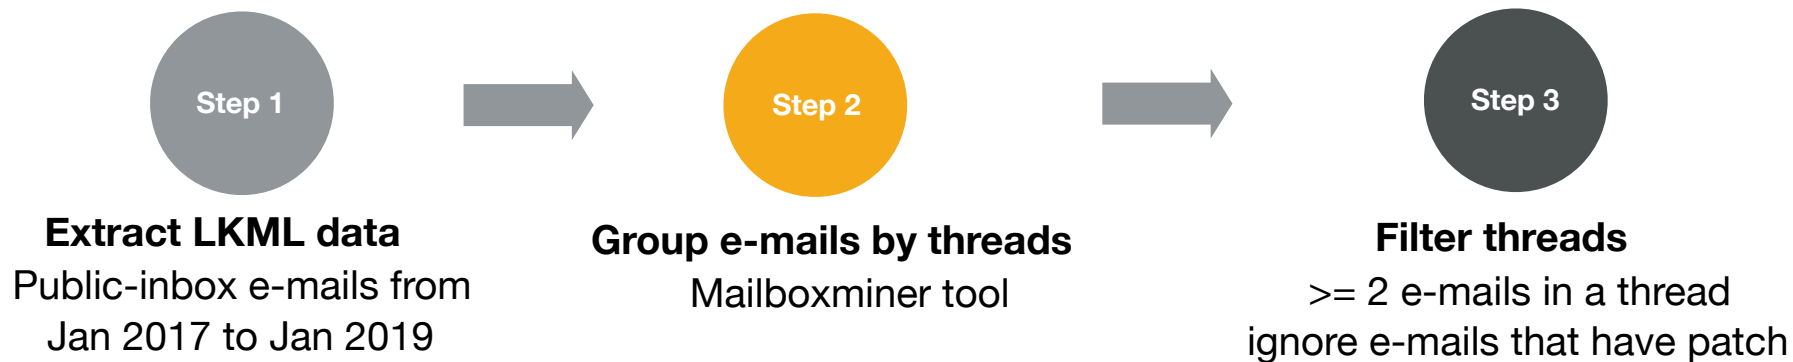 Step 1
Extract LKML data
Public-inbox e-mails from
Jan 2017 to Jan 2019
Step 2
Group e-mails by threads
Mailboxminer tool
Step 3
Filter threads
>= 2 e-mails in a thread
ignore e-mails that have patch